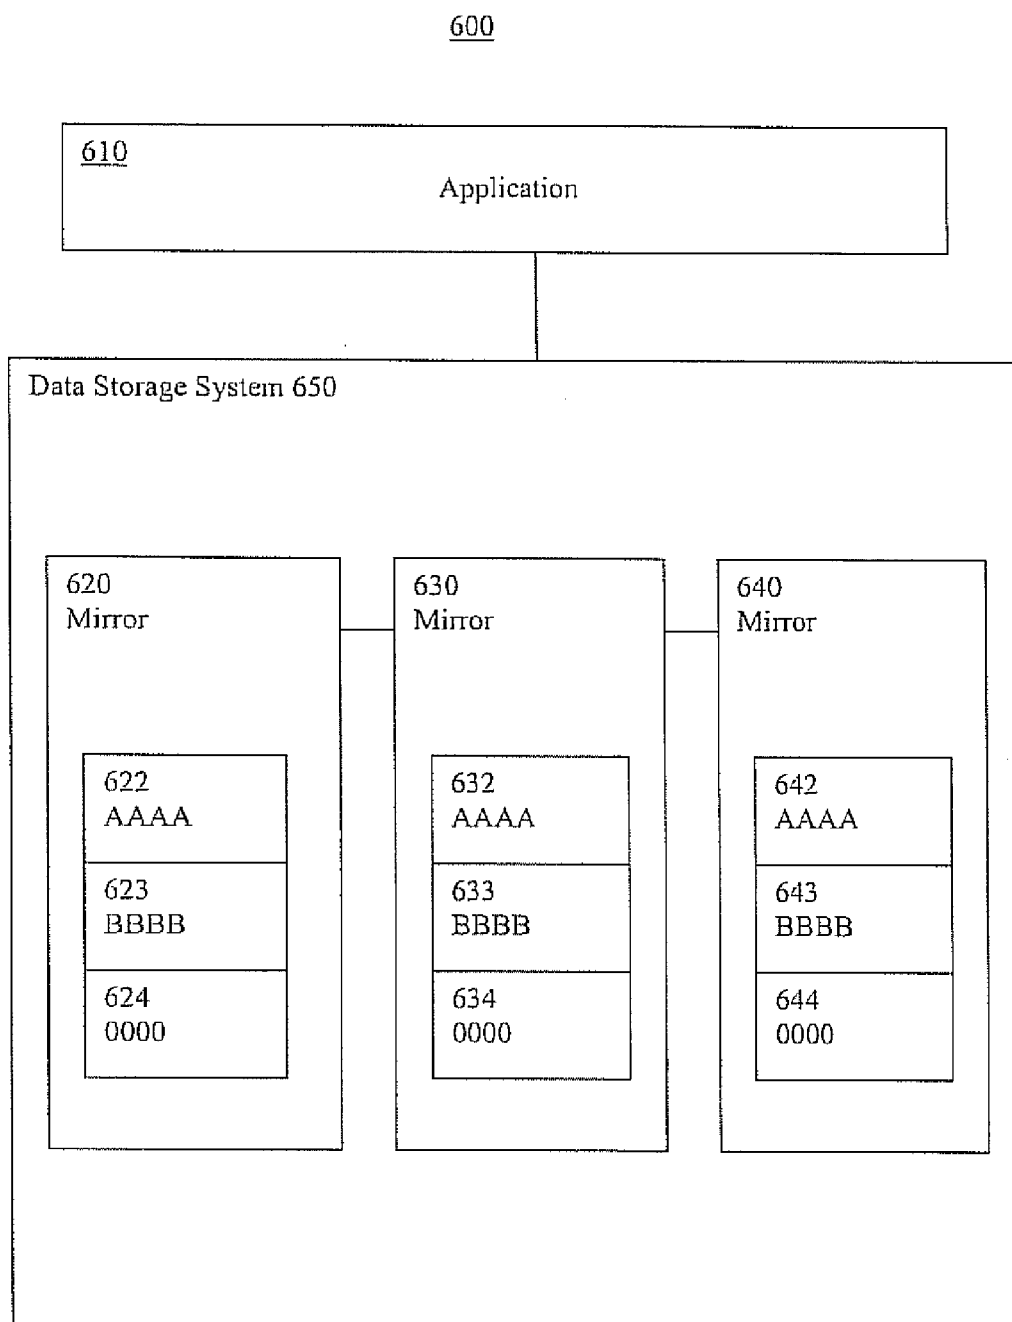 600
610
Application
Data Storage System 650
620
Mirror
630
Mirror
640
Mirror
622
AAAA
623
BBBB
624
0000
632
AAAA
633
BBBB
634
0000
642
AAAA
643
BBBB
644
0000